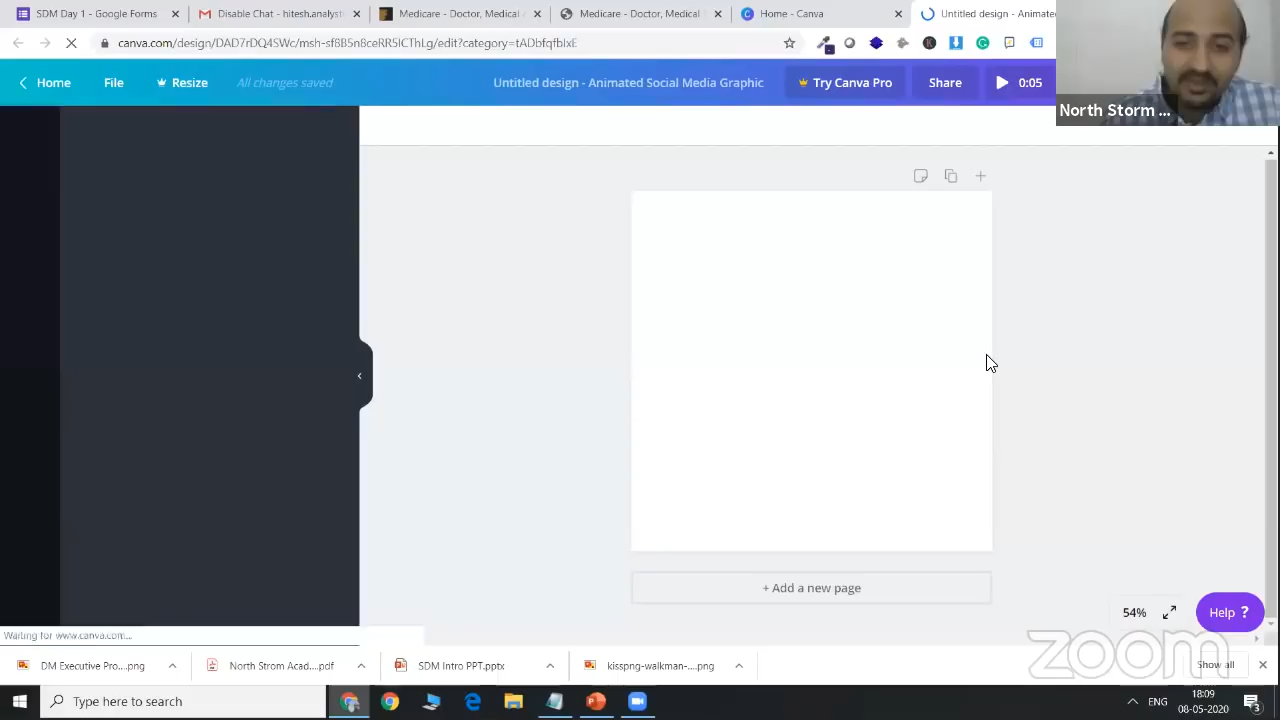 SDM Day 1 - Google Forms
Disable Chat - hitesh.analyst
Medicare - Doctor, Medical
Medicare - Doctor, Medical
Home - Canva
Untitled design - Animate
canva.com/design/DAD7rDQ4SWc/msh-sf8B5n8ceRR5ICThLg/edit?category=tADbfqfbIxE
Home
File
Resize
All changes saved
Untitled design - Animated Social Media Graphic
Try Canva Pro
Share
0:05
North Storm ...
+ Add a new page
54%
Help ?
Waiting for www.canva.com...
DM Executive Pro....png
North Strom Acad....pdf
SDM Intro PPT.pptx
kisspng-walkman-....png
Show all
zoom
Type here to search
ENG
18:09
08-05-2020
3